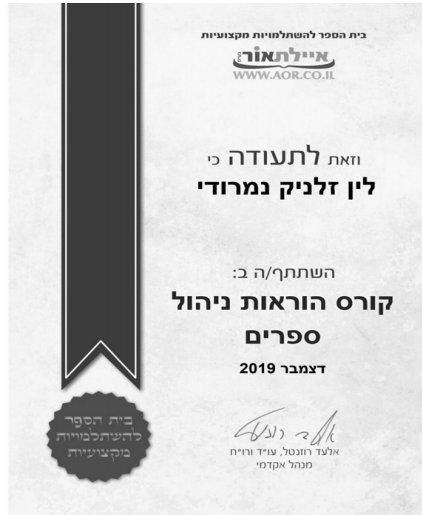 בית הספר להשתלמויות מקצועיות
איילתאור
WWW.AOR.CO.IL
וזאת לתעודה כי
לין זלניק נמרודי
השתתף/ה ב:
קורס הוראות ניהול
ספרים
דצמבר 2019
אלעד רוזנטל, עו״ד ורו״ח
מנהל אקדמי
בית הספר
להשתלמויות
מקצועיות